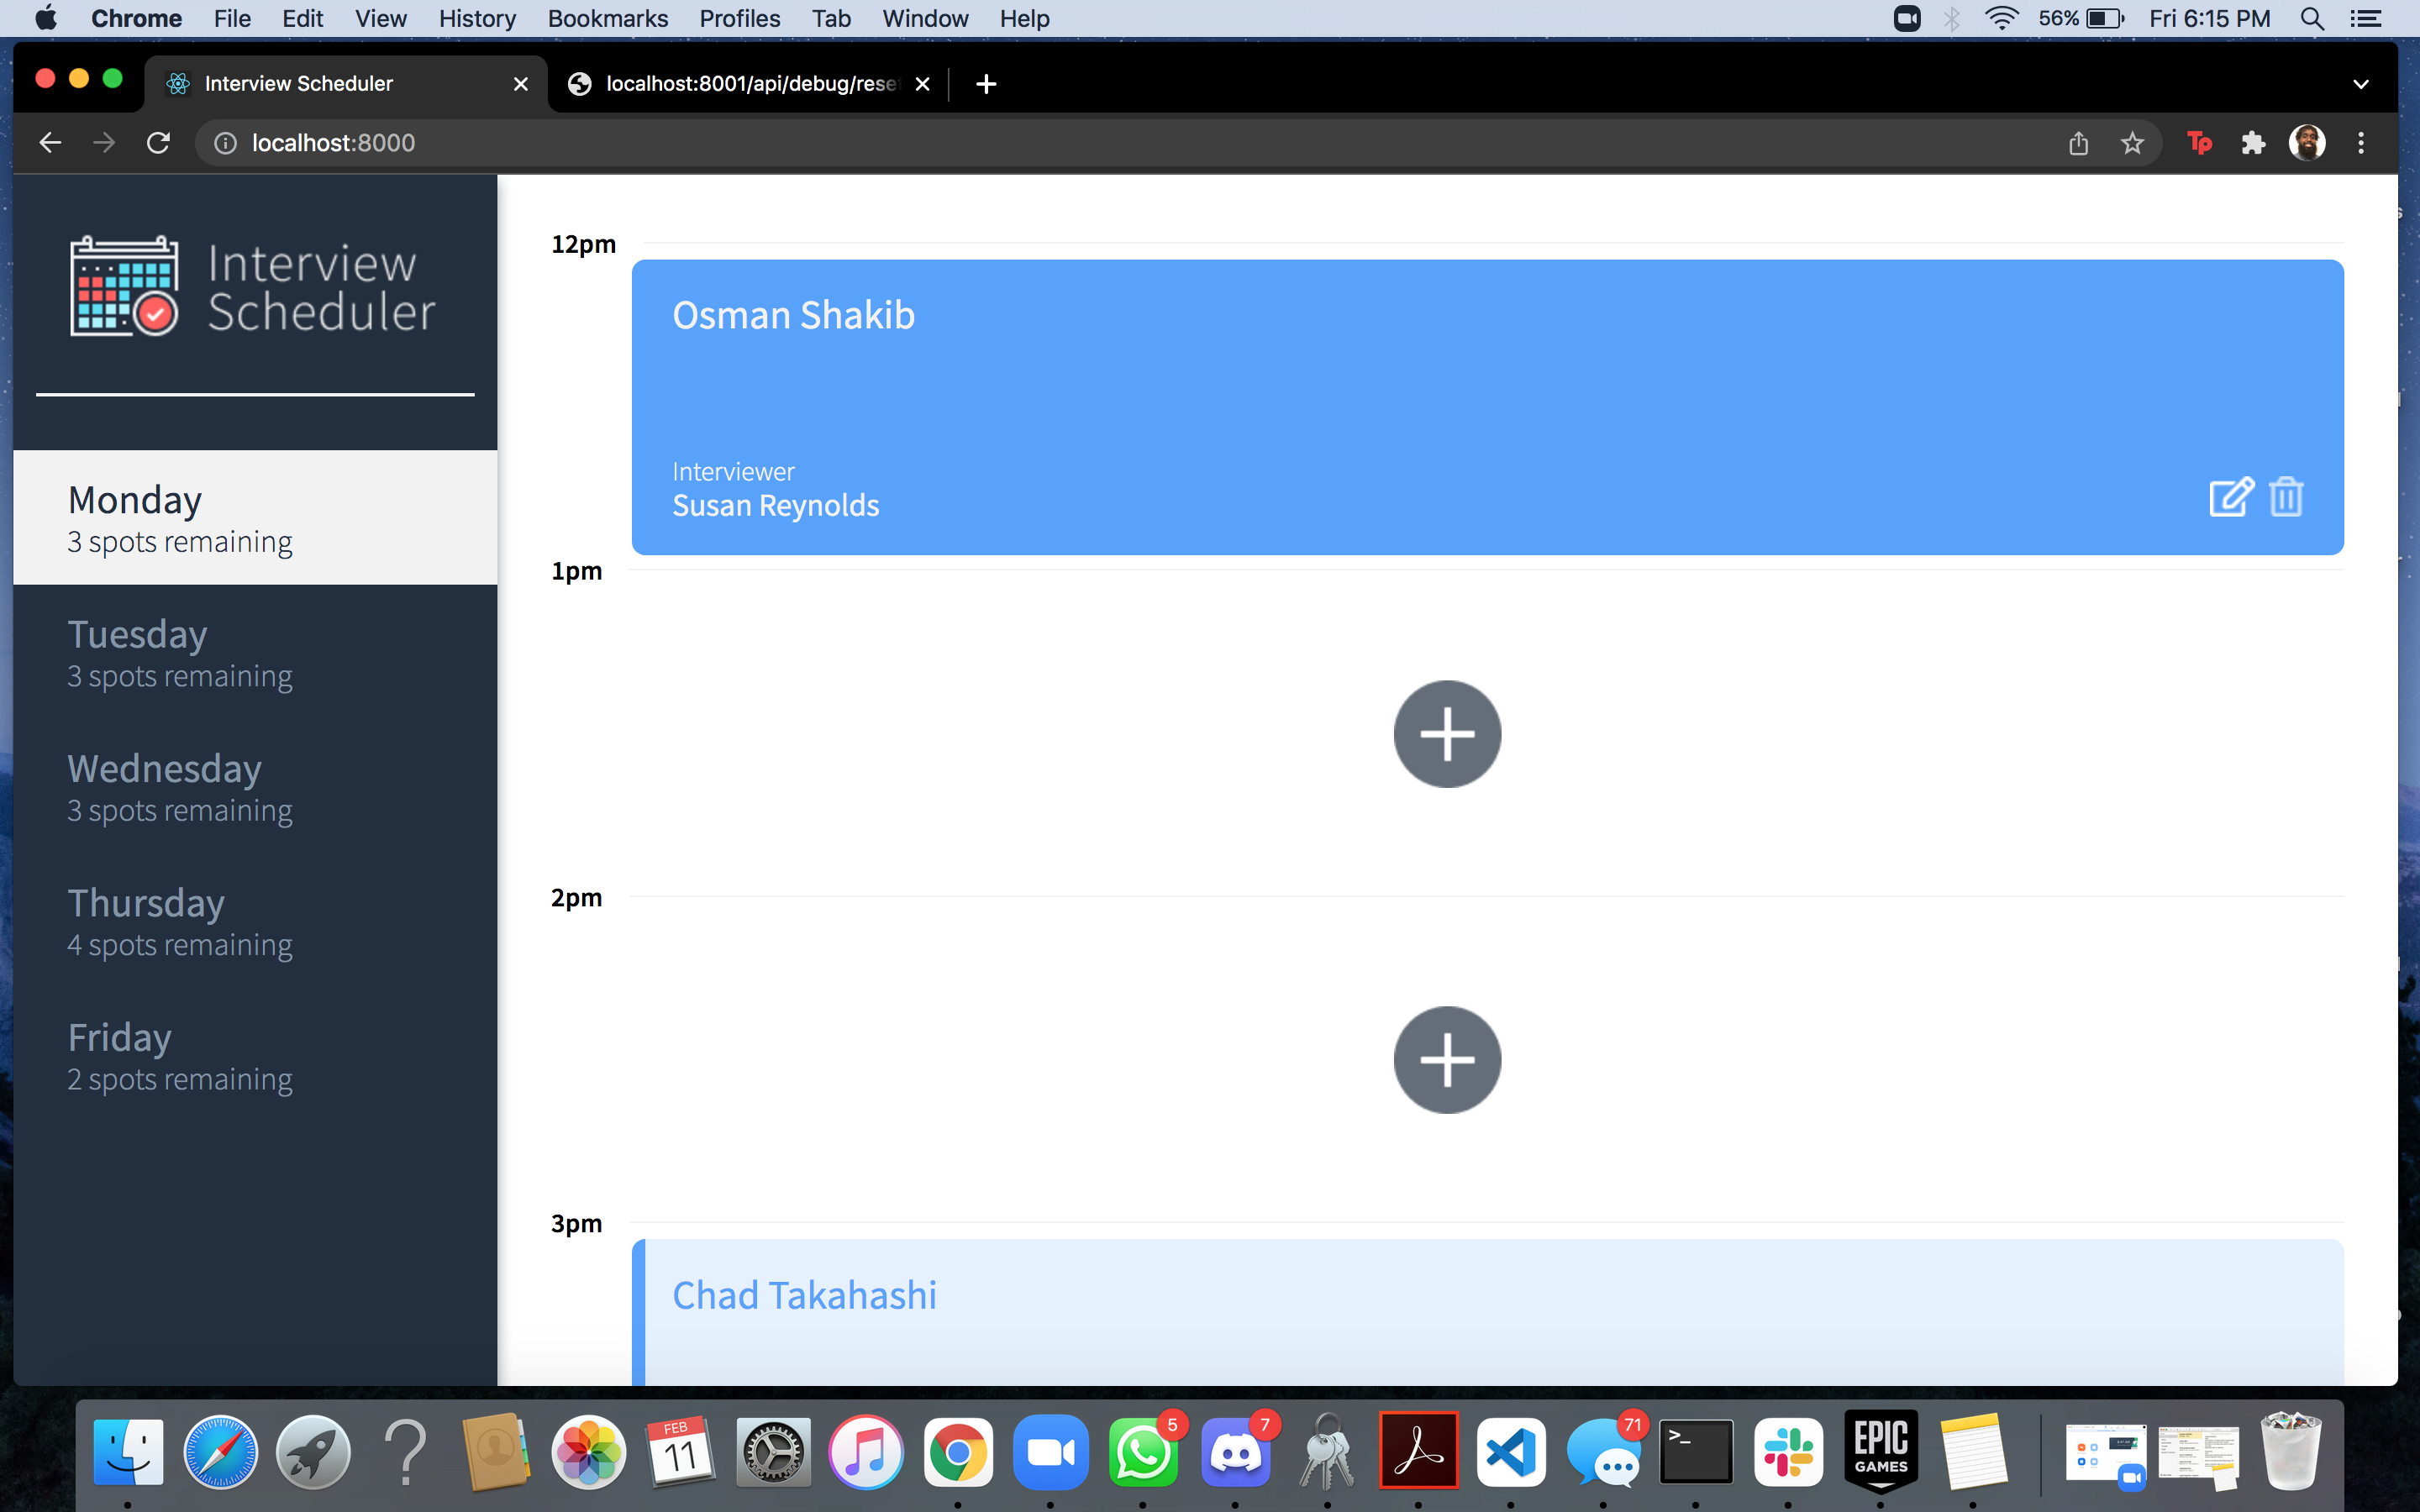 Chrome File Edit View History Bookmarks Profiles Tab Window Help
56% Fri 6:15 PM
Interview Scheduler
localhost:8001/api/debug/rese
localhost:8000
Tp
Interview
Scheduler
Monday
3 spots remaining
Tuesday
3 spots remaining
Wednesday
3 spots remaining
Thursday
4 spots remaining
Friday
2 spots remaining
12pm
Osman Shakib
Interviewer
Susan Reynolds
1pm
2pm
3pm
Chad Takahashi
FEB
11
5
7
71
>_
EPIC
GAMES